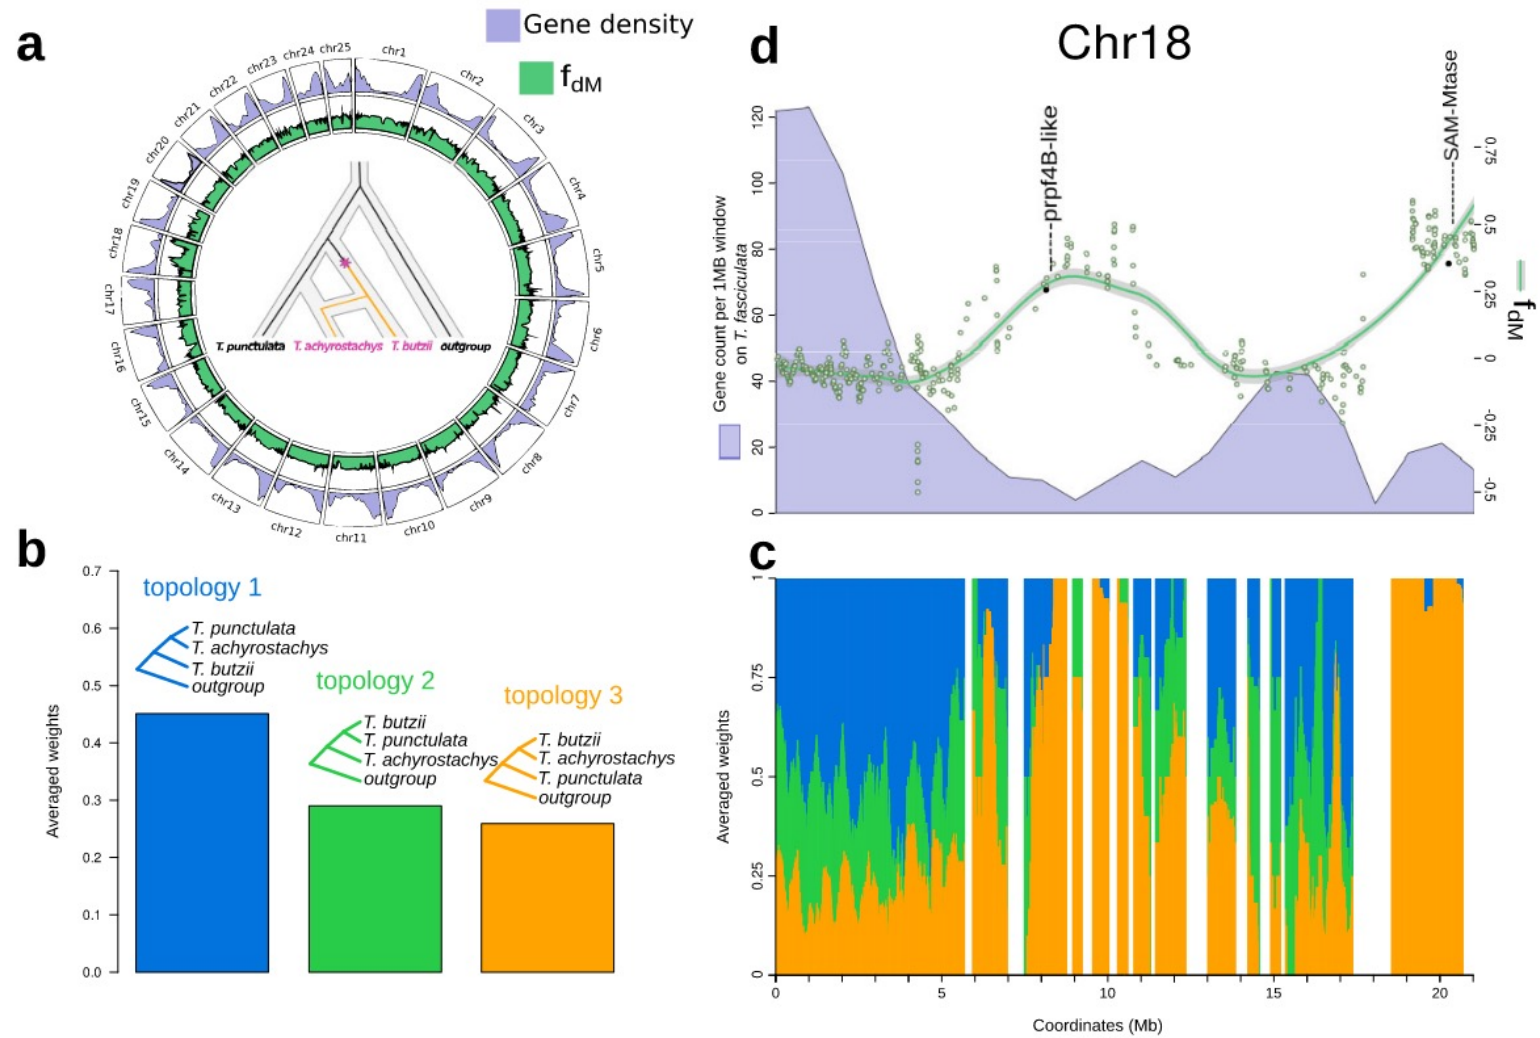 a
Gene density
fdM
chr1
chr2
chr3
chr4
chr5
chr6
chr7
chr8
chr9
chr10
chr11
chr12
chr13
chr14
chr15
chr16
chr17
chr18
chr19
chr20
chr21
chr22
chr23
chr24
chr25
T. punctulata T. achyrostachys T. butzii outgroup
d
Chr18
prpf4B-like
SAM-Mtase
Gene count per 1MB window
on T. fasciculata
0
20
40
60
80
100
120
0.75
0.5
0.25
0
-0.25
-0.5
fdM
b
Averaged weights
0.7
0.6
0.5
0.4
0.3
0.2
0.1
0.0
topology 1
T. punctulata
T. achyrostachys
T. butzii
outgroup
topology 2
T. butzii
T. punctulata
T. achyrostachys
outgroup
topology 3
T. butzii
T. achyrostachys
T. punctulata
outgroup
c
Averaged weights
1
0.75
0.5
0.25
0
0 5 10 15 20
Coordinates (Mb)